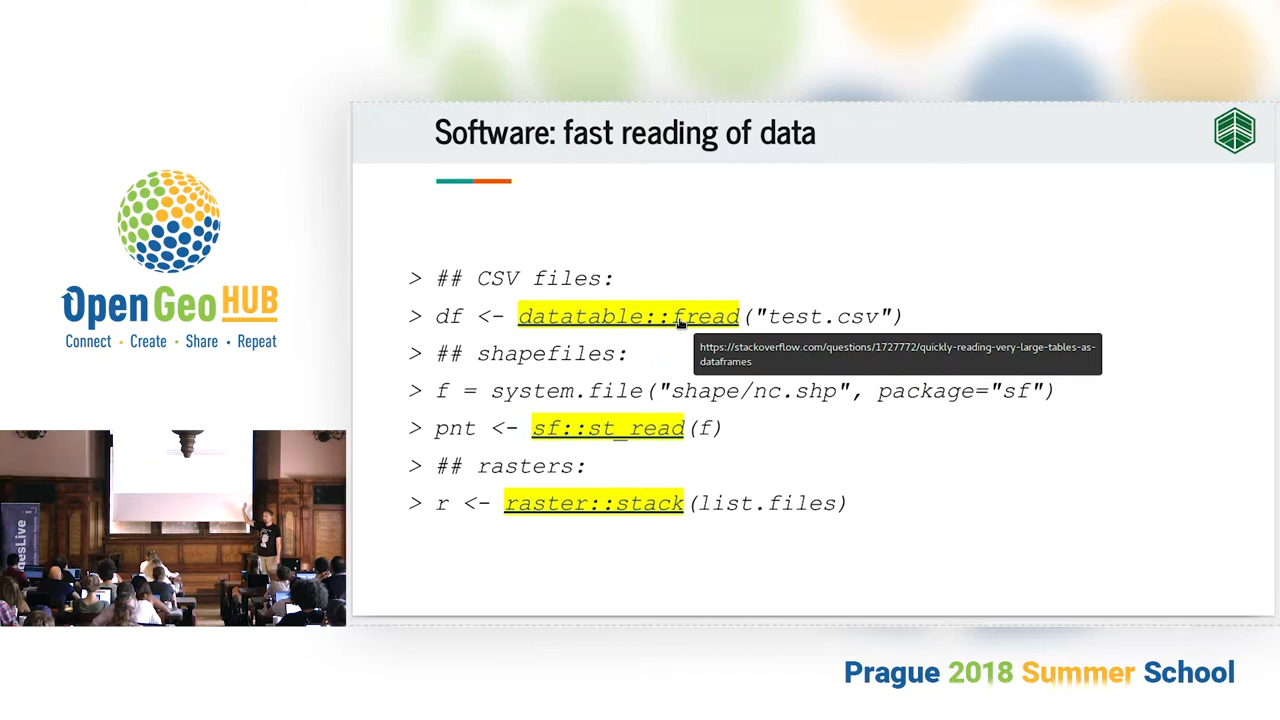 Software: fast reading of data
OpenGeoHUB
Connect • Create • Share • Repeat
> ## CSV files:
> df <- datatable::fread("test.csv")
https://stackoverflow.com/questions/1727772/quickly-reading-very-large-tables-as-
dataframes
> ## shapefiles:
> f = system.file("shape/nc.shp", package="sf")
> pnt <- sf::st_read(f)
> ## rasters:
> r <- raster::stack(list.files)
nesLive
Prague 2018 Summer School